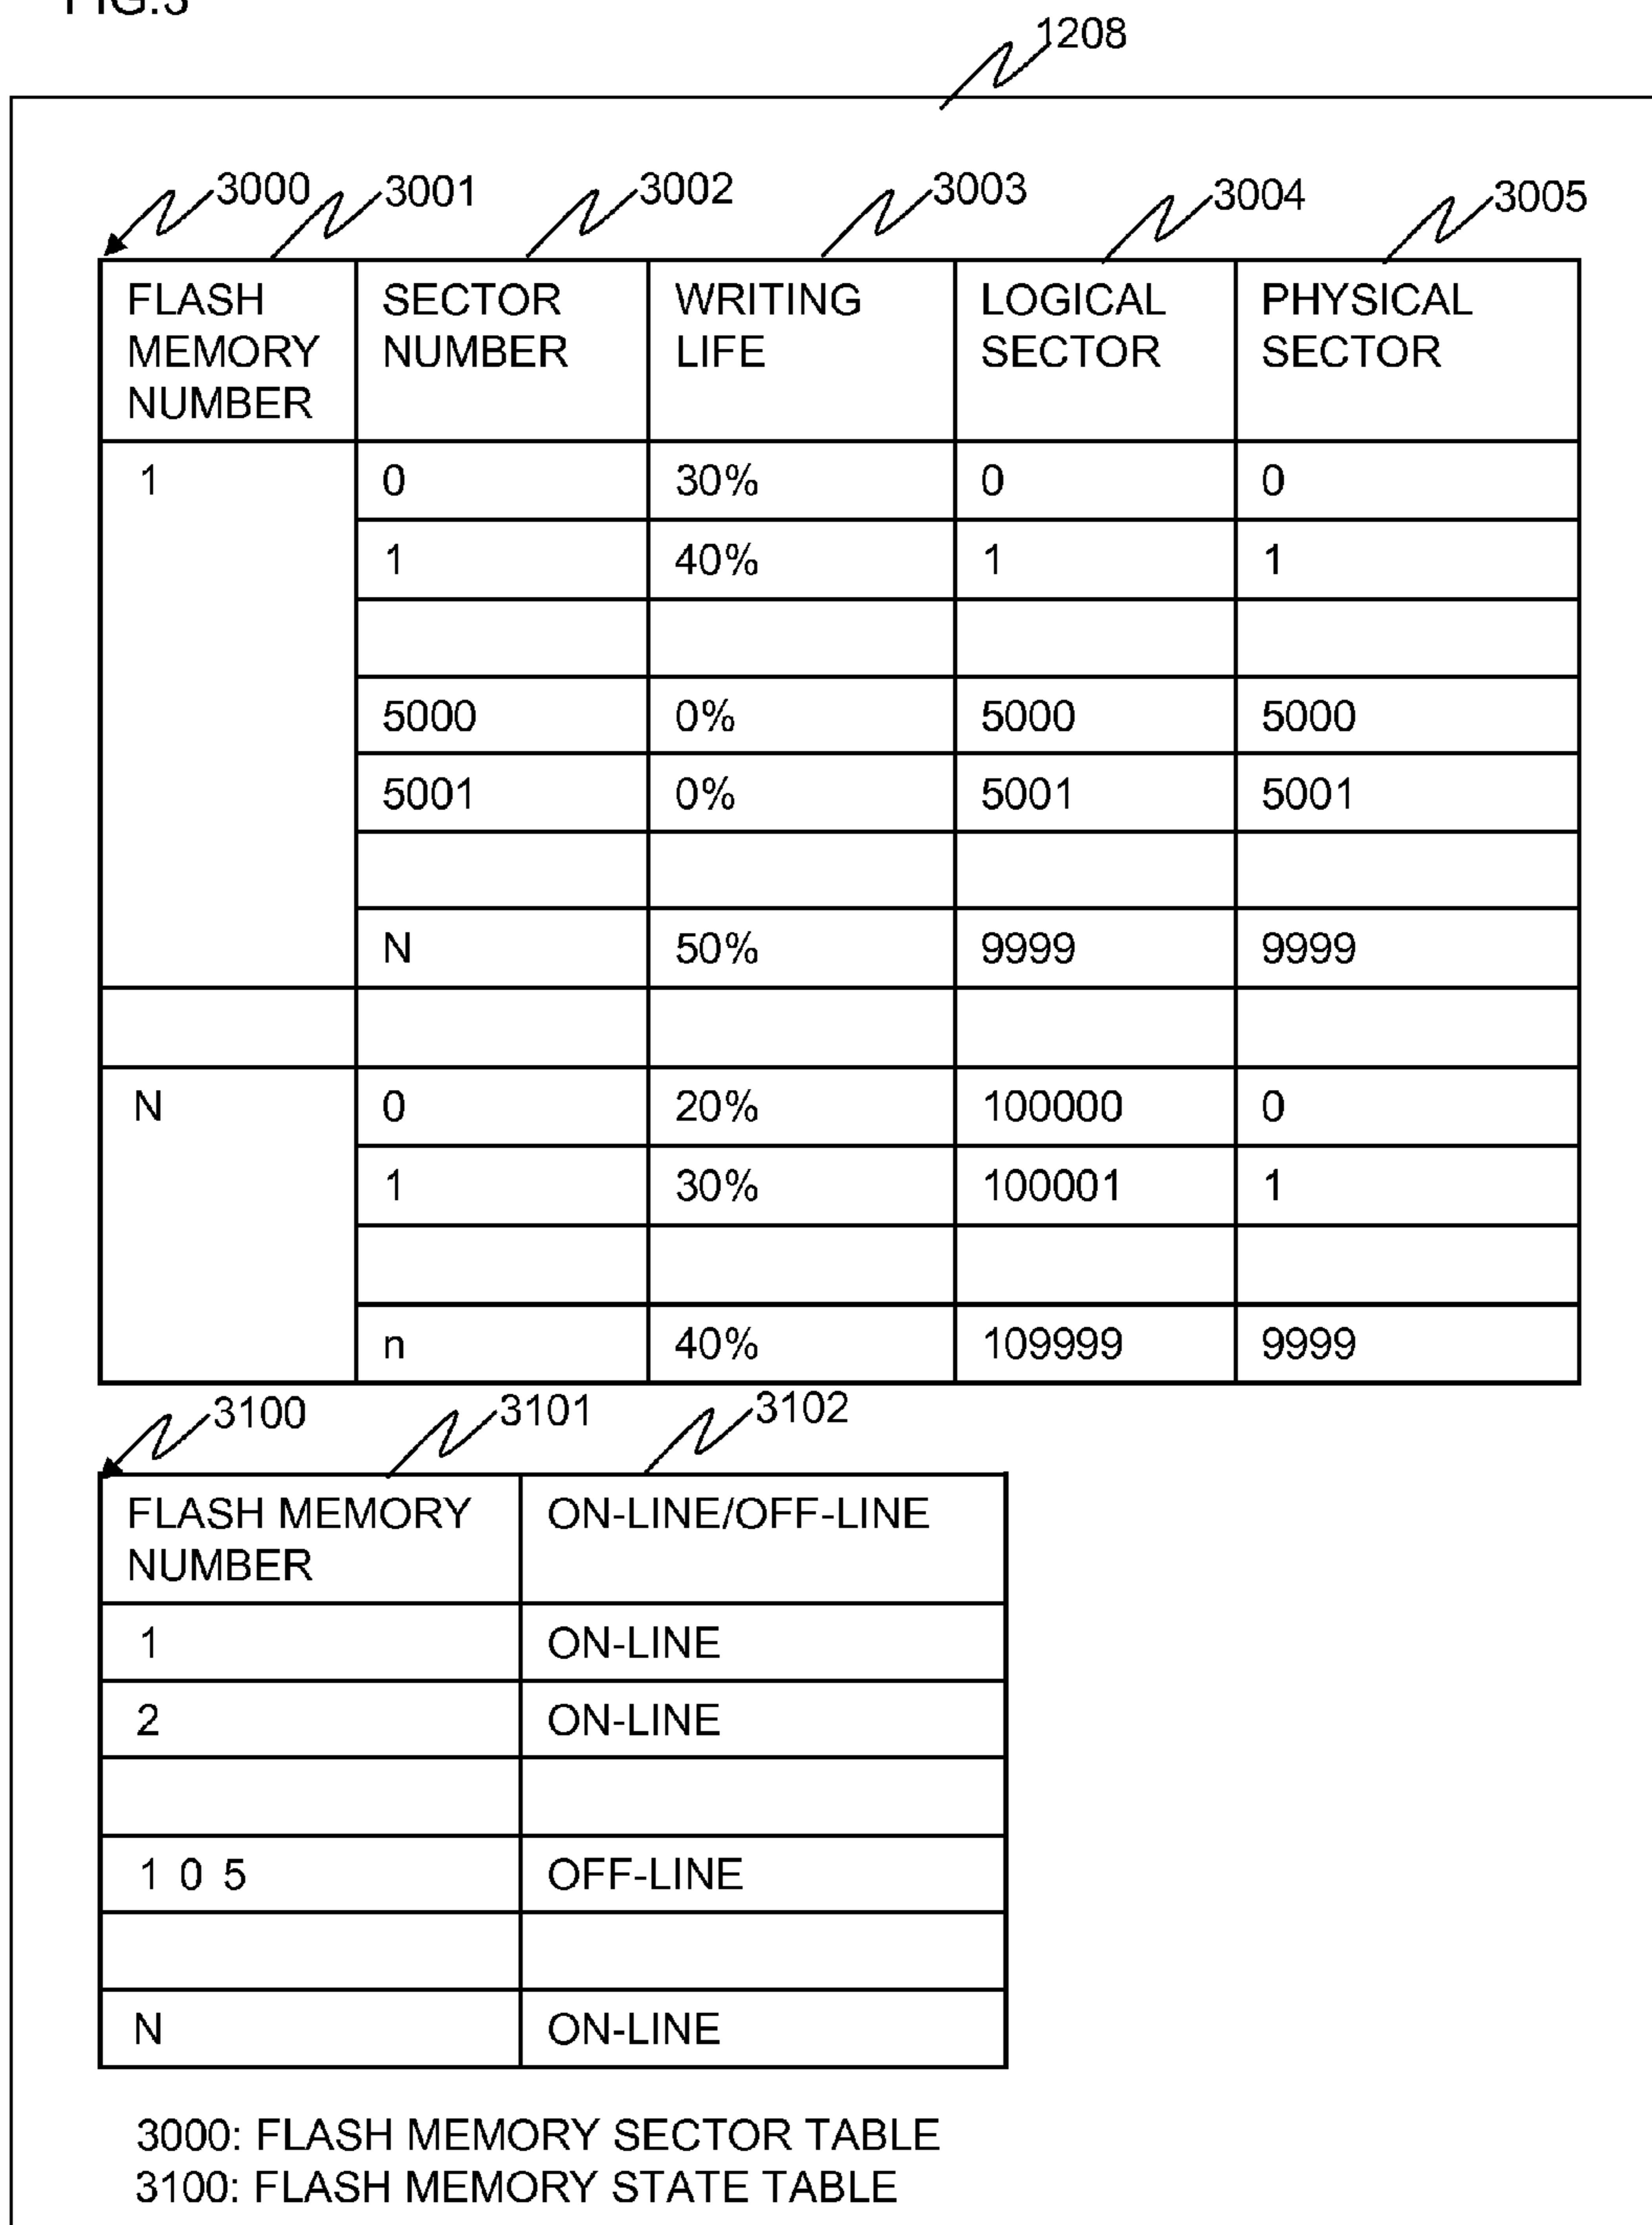 FIG.3
1208
3000 3001 3002 3003 3004 3005
FLASH MEMORY NUMBER SECTOR NUMBER WRITING LIFE LOGICAL SECTOR PHYSICAL SECTOR
1 0 30% 0 0
1 40% 1 1
5000 0% 5000 5000
5001 0% 5001 5001
N 50% 9999 9999
N 0 20% 100000 0
1 30% 100001 1
n 40% 109999 9999
3100 3101 3102
FLASH MEMORY NUMBER ON-LINE/OFF-LINE
1 ON-LINE
2 ON-LINE
1 0 5 OFF-LINE
N ON-LINE
3000: FLASH MEMORY SECTOR TABLE
3100: FLASH MEMORY STATE TABLE